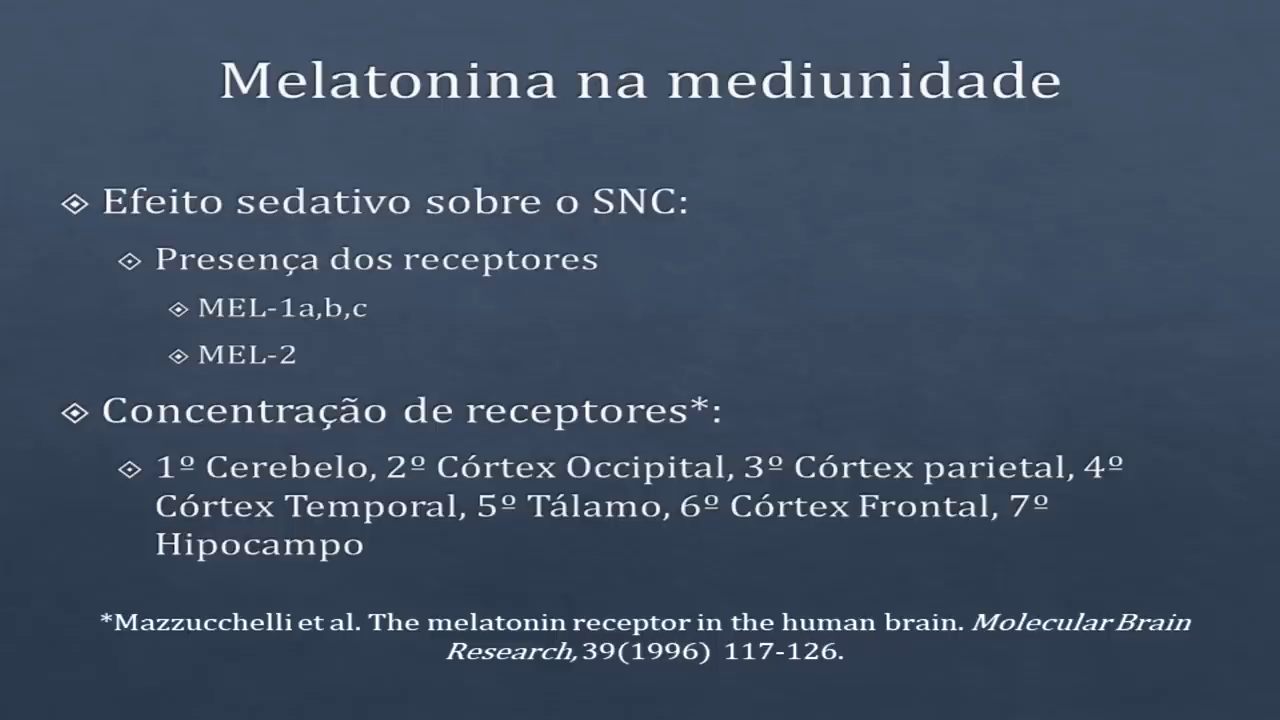 Melatonina na mediunidade
Efeito sedativo sobre o SNC:
Presença dos receptores
MEL-1a,b,c
MEL-2
Concentração de receptores*:
1º Cerebelo, 2º Córtex Occipital, 3º Córtex parietal, 4º
Córtex Temporal, 5º Tálamo, 6º Córtex Frontal, 7º
Hipocampo
*Mazzucchelli et al. The melatonin receptor in the human brain. Molecular Brain
Research, 39(1996) 117-126.